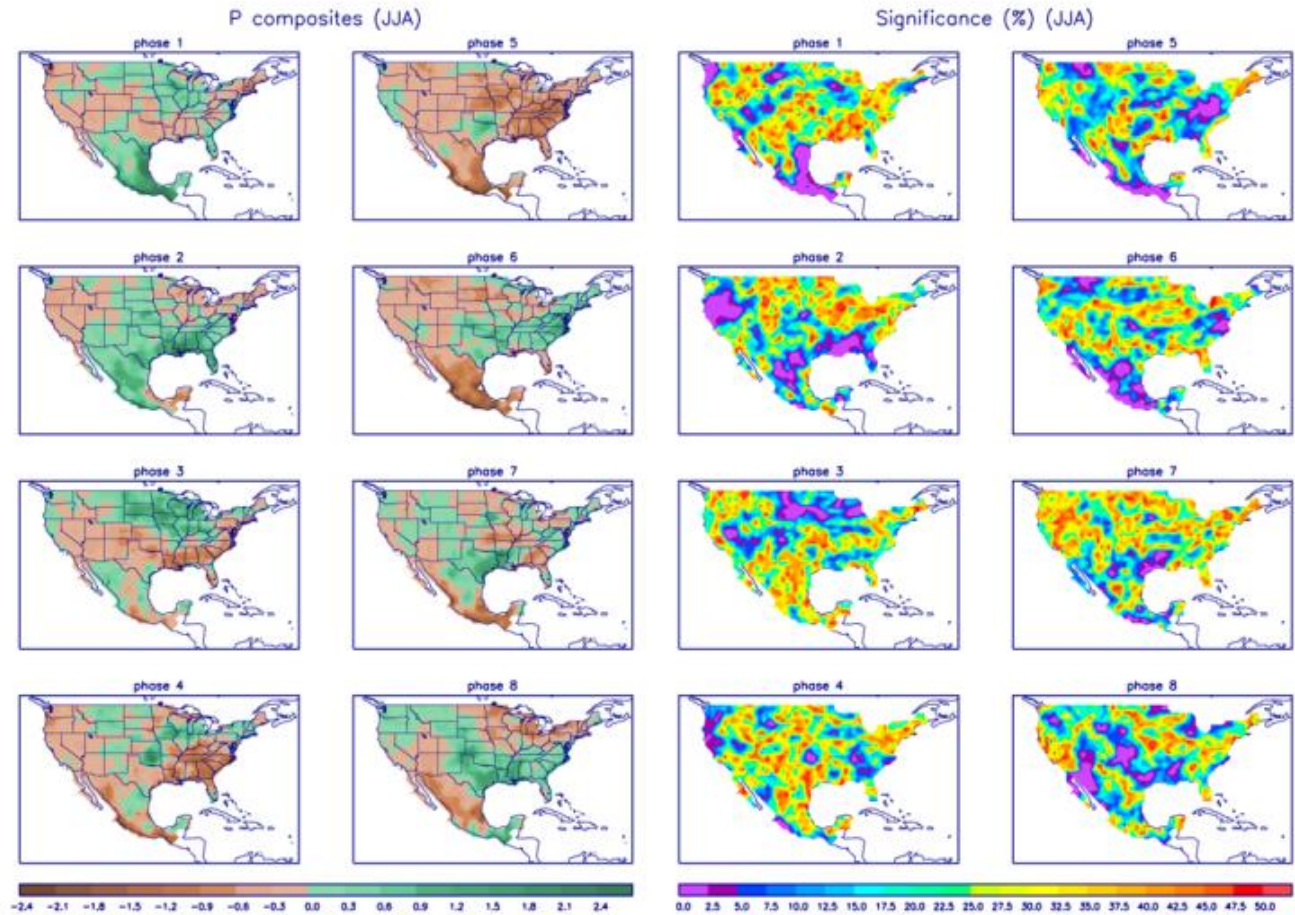 P composites (JJA) Significance (%) (JJA)
phase 1 phase 5 phase 1 phase 5
phase 2 phase 6 phase 2 phase 6
phase 3 phase 7 phase 3 phase 7
phase 4 phase 8 phase 4 phase 8
−2.4 −2.1 −1.8 −1.5 −1.2 −0.9 −0.6 −0.3 0.0 0.3 0.6 0.9 1.2 1.5 1.8 2.1 2.4 0.0 2.5 5.0 7.5 10.0 12.5 15.0 17.5 20.0 22.5 25.0 27.5 30.0 32.5 35.0 37.5 40.0 42.5 45.0 47.5 50.0